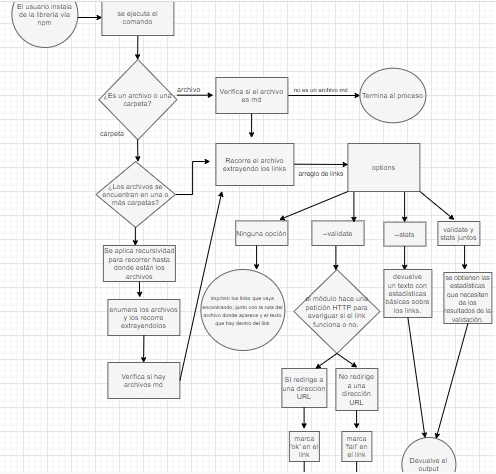 El usuario instala
de la librería vía
npm
se ejecuta el
comando
¿Es un archivo o una
carpeta?
archivo
Verifica si el archivo
es md
no es un archivo md
Termina el proceso
carpeta
¿Los archivos se
encuentran en una o
más carpetas?
Recorre el archivo
extrayendo los links
arreglo de links
options
Ninguna opción
--validate
--stats
validate y
stats juntos
Se aplica recursividad
para recorrer hasta
donde están los
archivos
imprimir los links que vaya
encontrando, junto con la ruta del
archivo donde aparece y el texto
que hay dentro del link
el módulo hace una
petición HTTP para
averiguar si el link
funciona o no.
devuelve
un texto con
estadísticas
básicas sobre
los links.
se obtienen las
estadísticas
que necesiten
de los
resultados de la
validación.
enumera los archivos
y los recorre
extrayendolos
Verifica si hay
archivos md
SI redirige a
una direccion
URL
No redirige
a una
dirección
URL
marca
'ok' en el
link
marca
'fail' en
el link
Devuelve el
output